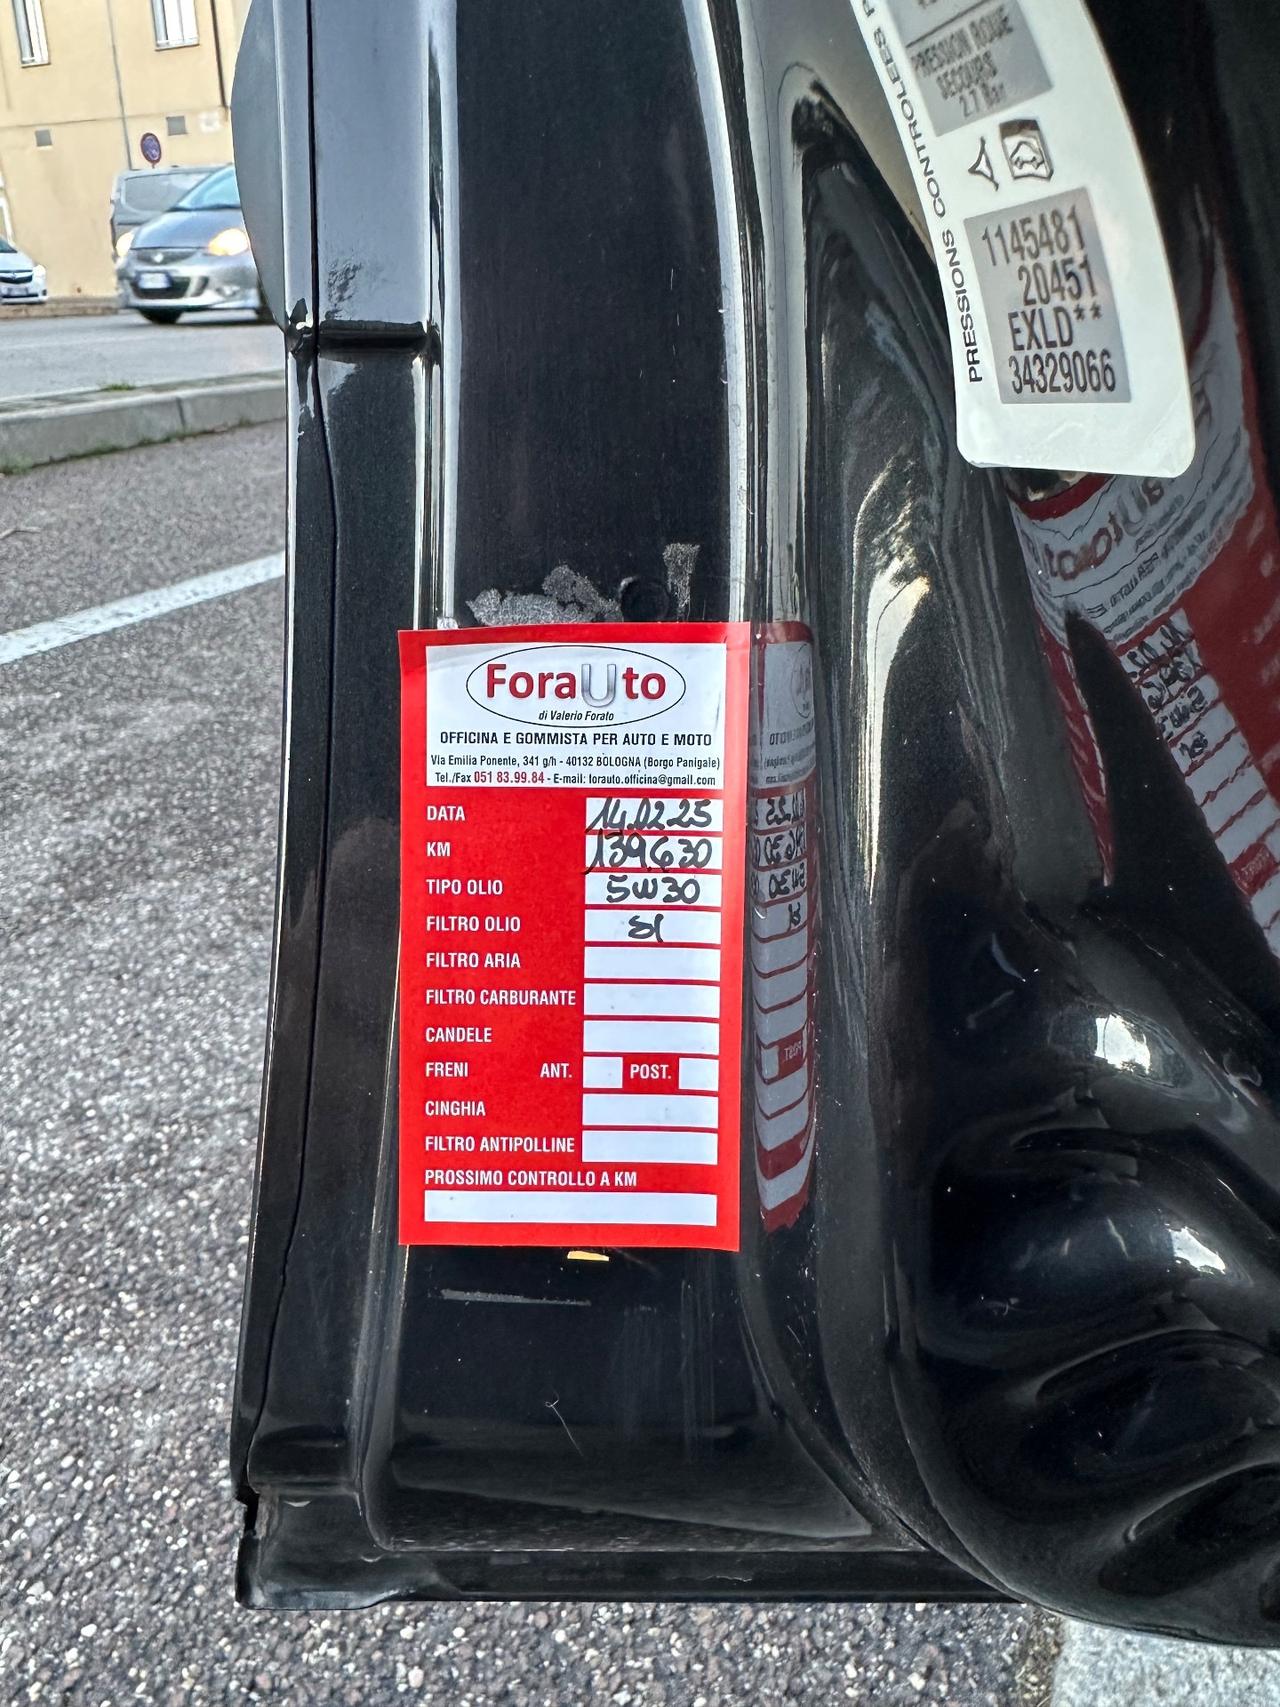 PRESSION ROUE
SECOURS
2.7 Bar
PRESSIONS CONTROLEES
1145481
20451
EXLD**
34329066
ForaUto
di Valerio Forato
OFFICINA E GOMMISTA PER AUTO E MOTO
Via Emilia Ponente, 341 g/h - 40132 BOLOGNA (Borgo Panigale)
Tel./Fax 051 83.99.84 - E-mail: forauto.officina@gmail.com
DATA 14.02.25
KM 139630
TIPO OLIO 5W30
FILTRO OLIO SI
FILTRO ARIA
FILTRO CARBURANTE
CANDELE
FRENI ANT. POST.
CINGHIA
FILTRO ANTIPOLLINE
PROSSIMO CONTROLLO A KM